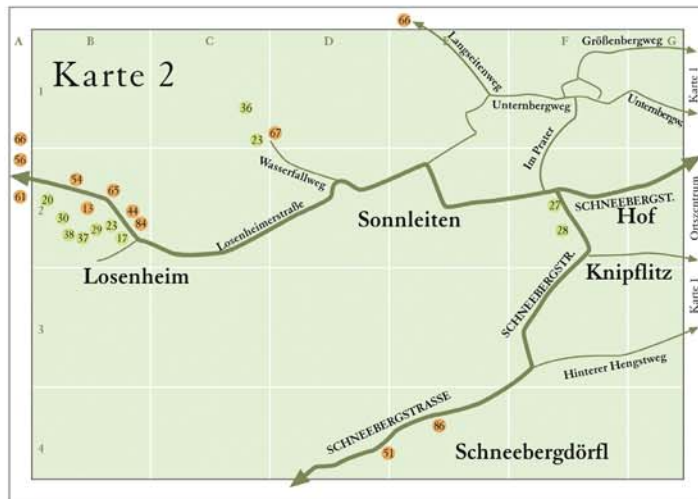 66
A
B
C
D
E
F
G
Größenbergweg
Karte 2
Langseitenweg
Karte 1
1
Unternbergweg
Unternbergw.
36
23
67
66
56
Im Prater
Wasserfallweg
54
65
61
20
13
44
84
2
30
29
23
38
37
17
Losenheimerstraße
Sonnleiten
SCHNEEBERGST.
27
Hof
28
Ortszentrum
Losenheim
Knipflitz
SCHNEEBERGSTR.
Karte 1
3
Hinterer Hengstweg
SCHNEEBERGSTRASSE
86
4
51
Schneebergdörfl